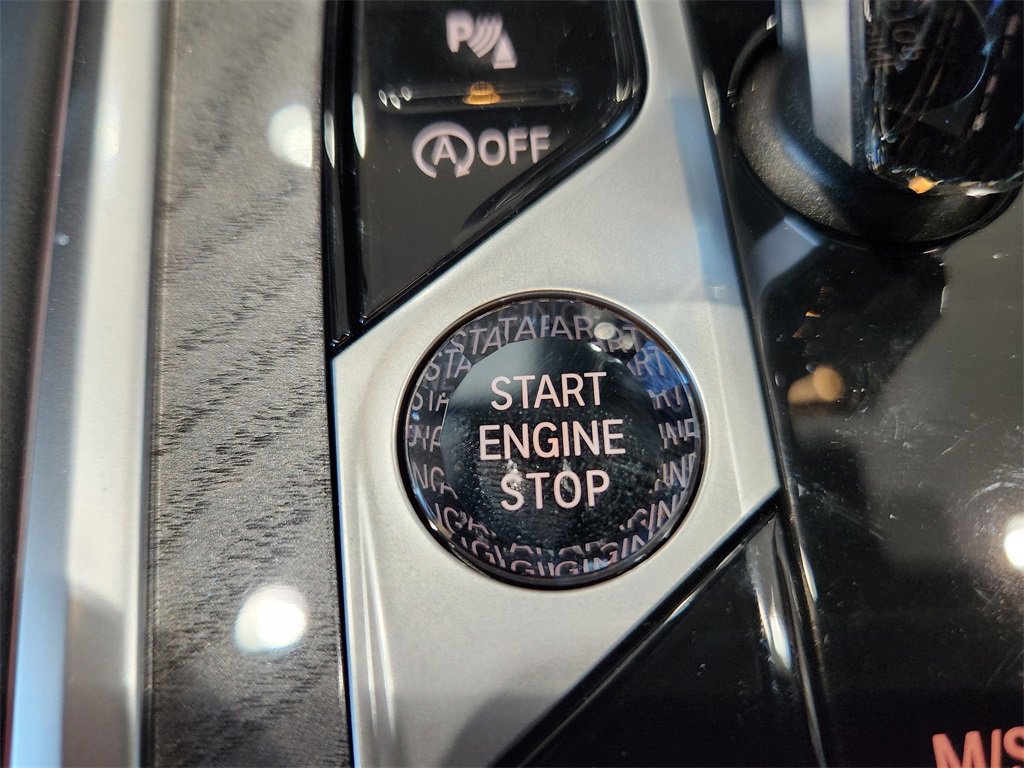 P
A OFF
START
ENGINE
STOP
M/S